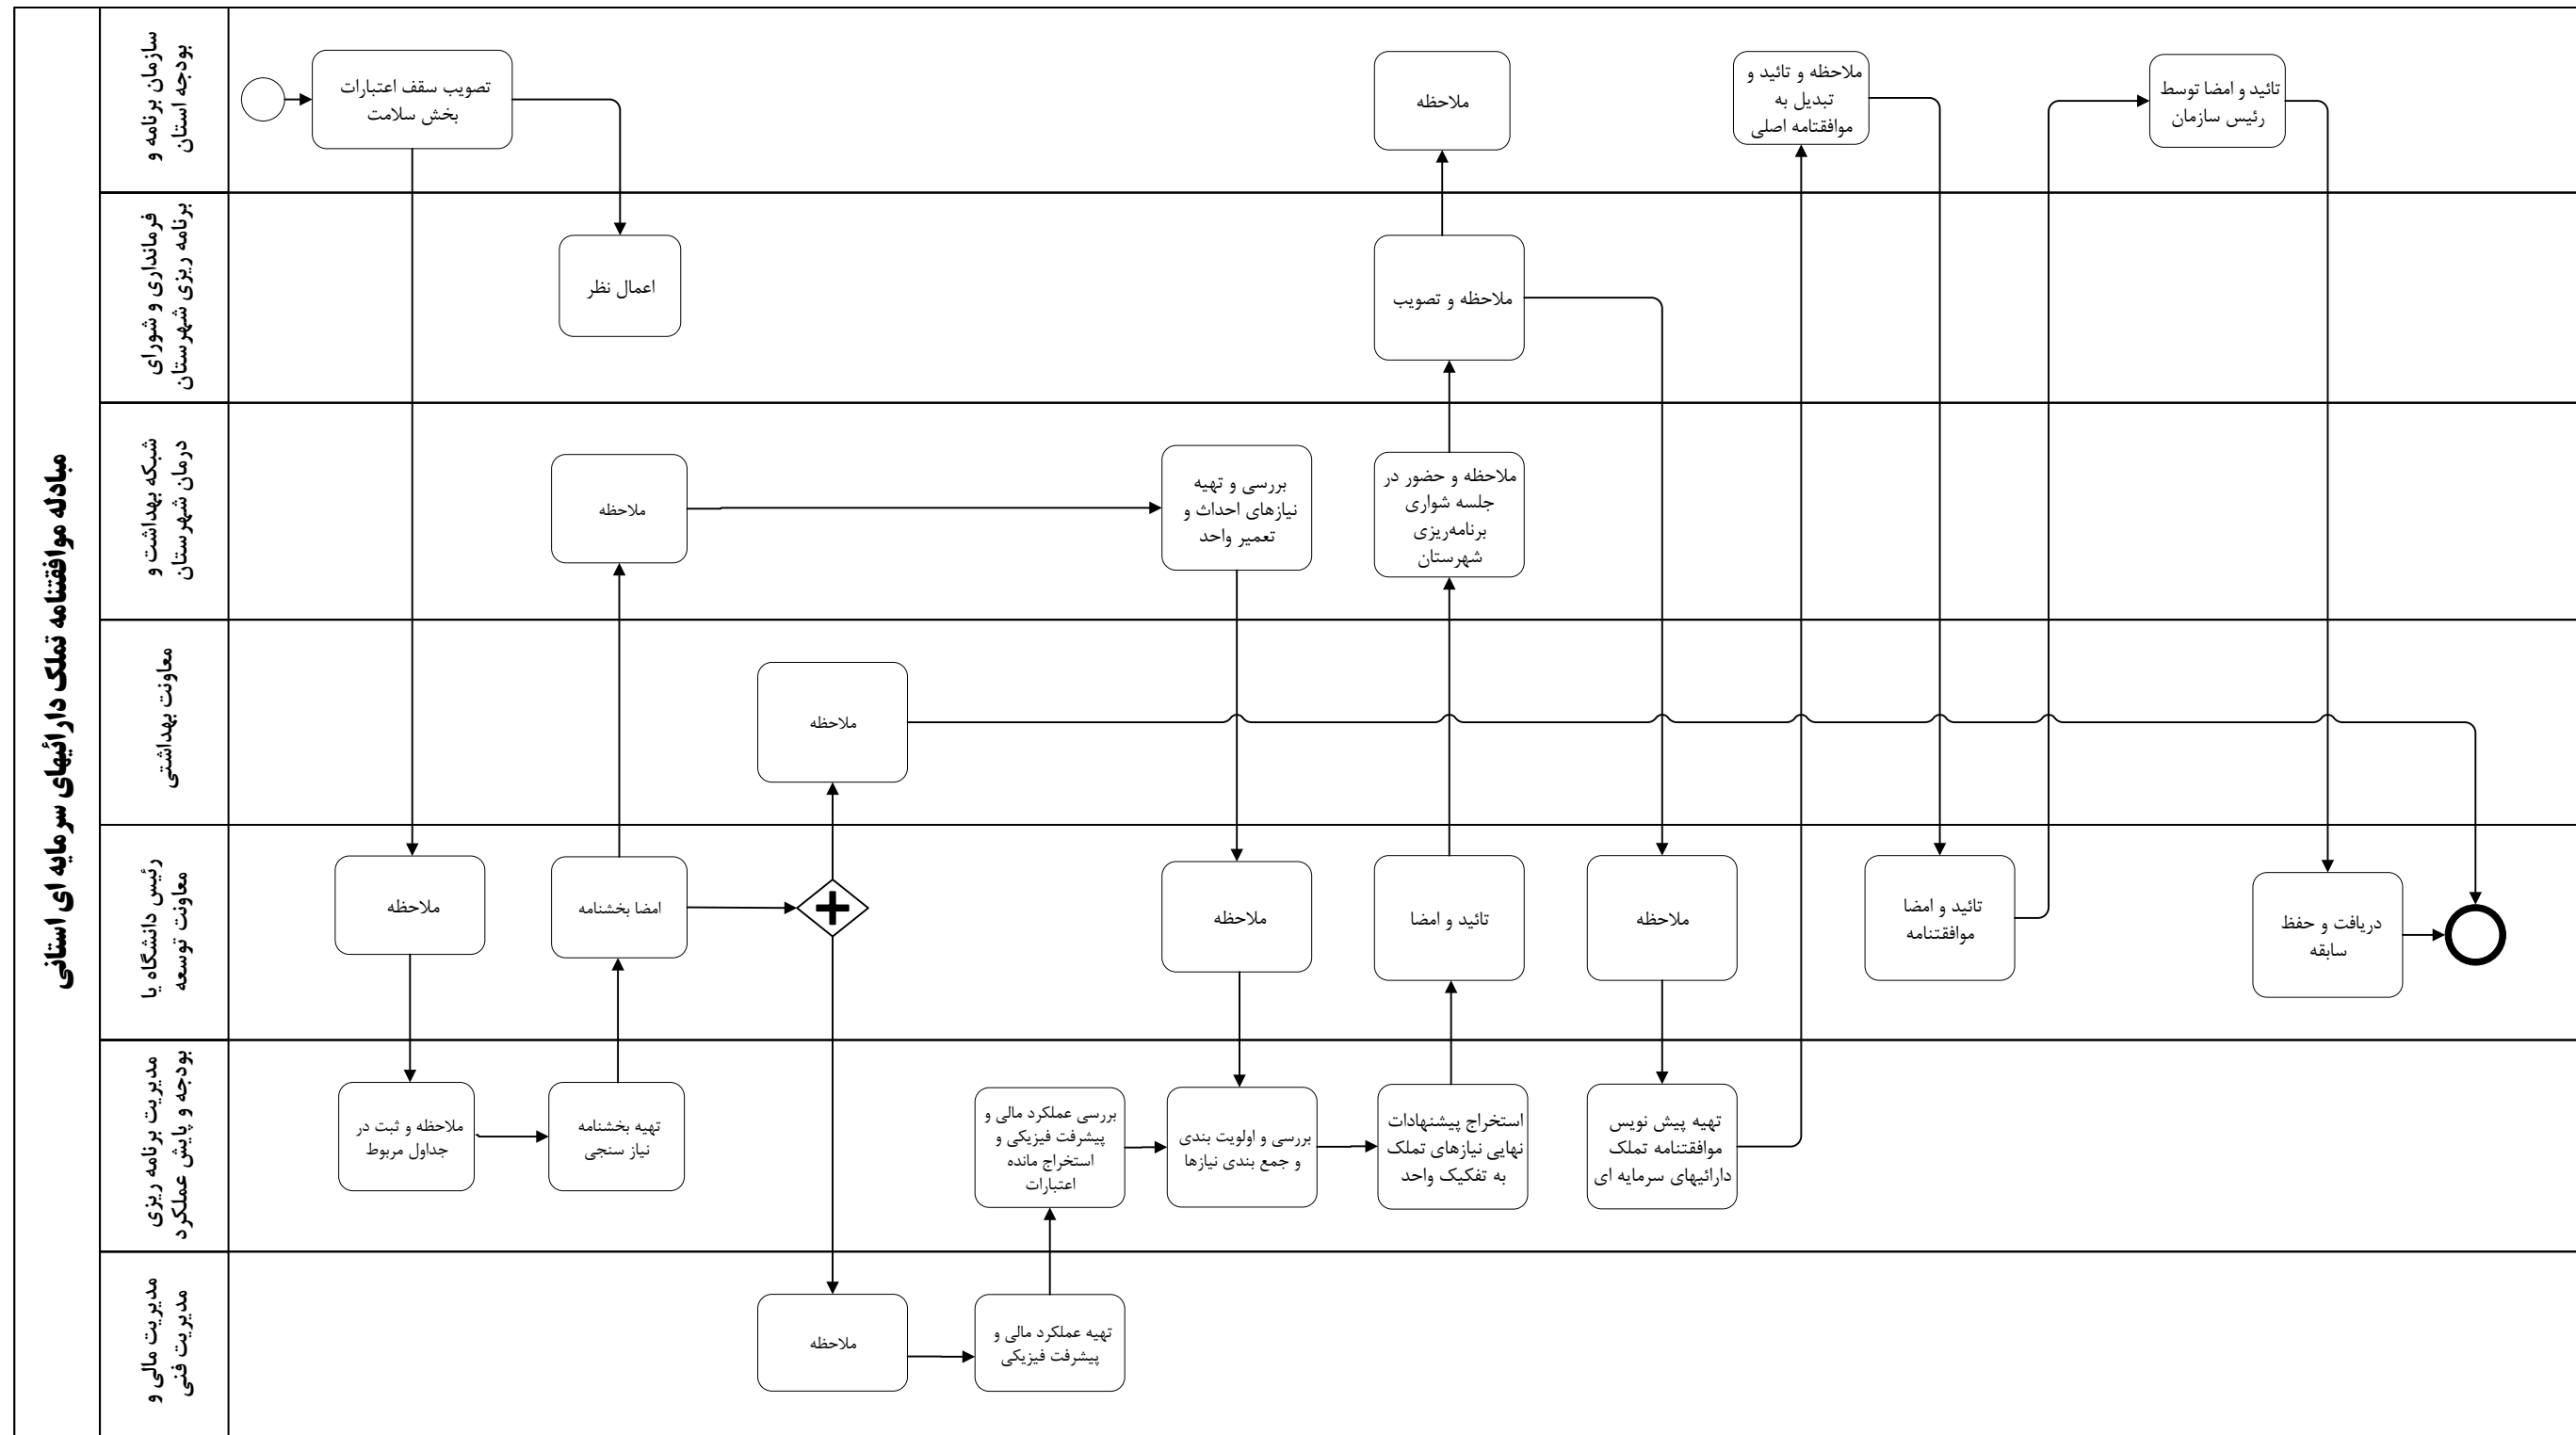 مبادله موافقتنامه تملک دارائیهای سرمایه ای استانی
سازمان برنامه و
بودجه استان
تصویب سقف اعتبارات
بخش سلامت
ملاحظه
ملاحظه و تائید و
تبدیل به
موافقتنامه اصلی
تائید و امضا توسط
رئیس سازمان
فرمانداری و شورای
برنامه ریزی شهرستان
اعمال نظر
ملاحظه و تصویب
شبکه بهداشت و
درمان شهرستان
ملاحظه
بررسی و تهیه
نیازهای احداث و
تعمیر واحد
ملاحظه و حضور در
جلسه شواری
برنامه‌ریزی
شهرستان
معاونت بهداشتی
ملاحظه
رئیس دانشگاه یا
معاونت توسعه
ملاحظه
امضا بخشنامه
ملاحظه
تائید و امضا
ملاحظه
تائید و امضا
موافقتنامه
دریافت و حفظ
سابقه
مدیریت برنامه ریزی
بودجه و پایش عملکرد
ملاحظه و ثبت در
جداول مربوط
تهیه بخشنامه
نیاز سنجی
بررسی عملکرد مالی و
پیشرفت فیزیکی و
استخراج مانده
اعتبارات
بررسی و اولویت بندی
و جمع بندی نیازها
استخراج پیشنهادات
نهایی نیازهای تملک
به تفکیک واحد
تهیه پیش نویس
موافقتنامه تملک
دارائیهای سرمایه ای
مدیریت مالی و
مدیریت فنی
ملاحظه
تهیه عملکرد مالی و
پیشرفت فیزیکی